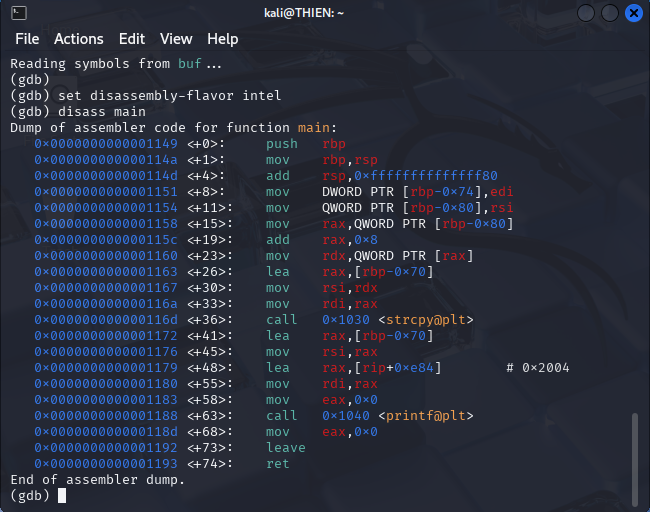 kali@THIEN: ~
File Actions Edit View Help
Reading symbols from buf...
(gdb)
(gdb) set disassembly-flavor intel
(gdb) disass main
Dump of assembler code for function main:
   0x0000000000001149 <+0>:     push   rbp
   0x000000000000114a <+1>:     mov    rbp,rsp
   0x000000000000114d <+4>:     add    rsp,0xffffffffffffff80
   0x0000000000001151 <+8>:     mov    DWORD PTR [rbp-0x74],edi
   0x0000000000001154 <+11>:    mov    QWORD PTR [rbp-0x80],rsi
   0x0000000000001158 <+15>:    mov    rax,QWORD PTR [rbp-0x80]
   0x000000000000115c <+19>:    add    rax,0x8
   0x0000000000001160 <+23>:    mov    rdx,QWORD PTR [rax]
   0x0000000000001163 <+26>:    lea    rax,[rbp-0x70]
   0x0000000000001167 <+30>:    mov    rsi,rdx
   0x000000000000116a <+33>:    mov    rdi,rax
   0x000000000000116d <+36>:    call   0x1030 <strcpy@plt>
   0x0000000000001172 <+41>:    lea    rax,[rbp-0x70]
   0x0000000000001176 <+45>:    mov    rsi,rax
   0x0000000000001179 <+48>:    lea    rax,[rip+0xe84]        # 0x2004
   0x0000000000001180 <+55>:    mov    rdi,rax
   0x0000000000001183 <+58>:    mov    eax,0x0
   0x0000000000001188 <+63>:    call   0x1040 <printf@plt>
   0x000000000000118d <+68>:    mov    eax,0x0
   0x0000000000001192 <+73>:    leave
   0x0000000000001193 <+74>:    ret
End of assembler dump.
(gdb)